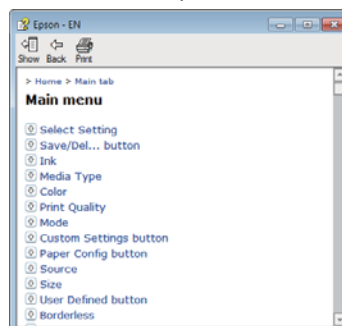 Epson - EN
Show Back Print
> Home > Main tab
Main menu
Select Setting
Save/Del... button
Ink
Media Type
Color
Print Quality
Mode
Custom Settings button
Paper Config button
Source
Size
User Defined button
Borderless